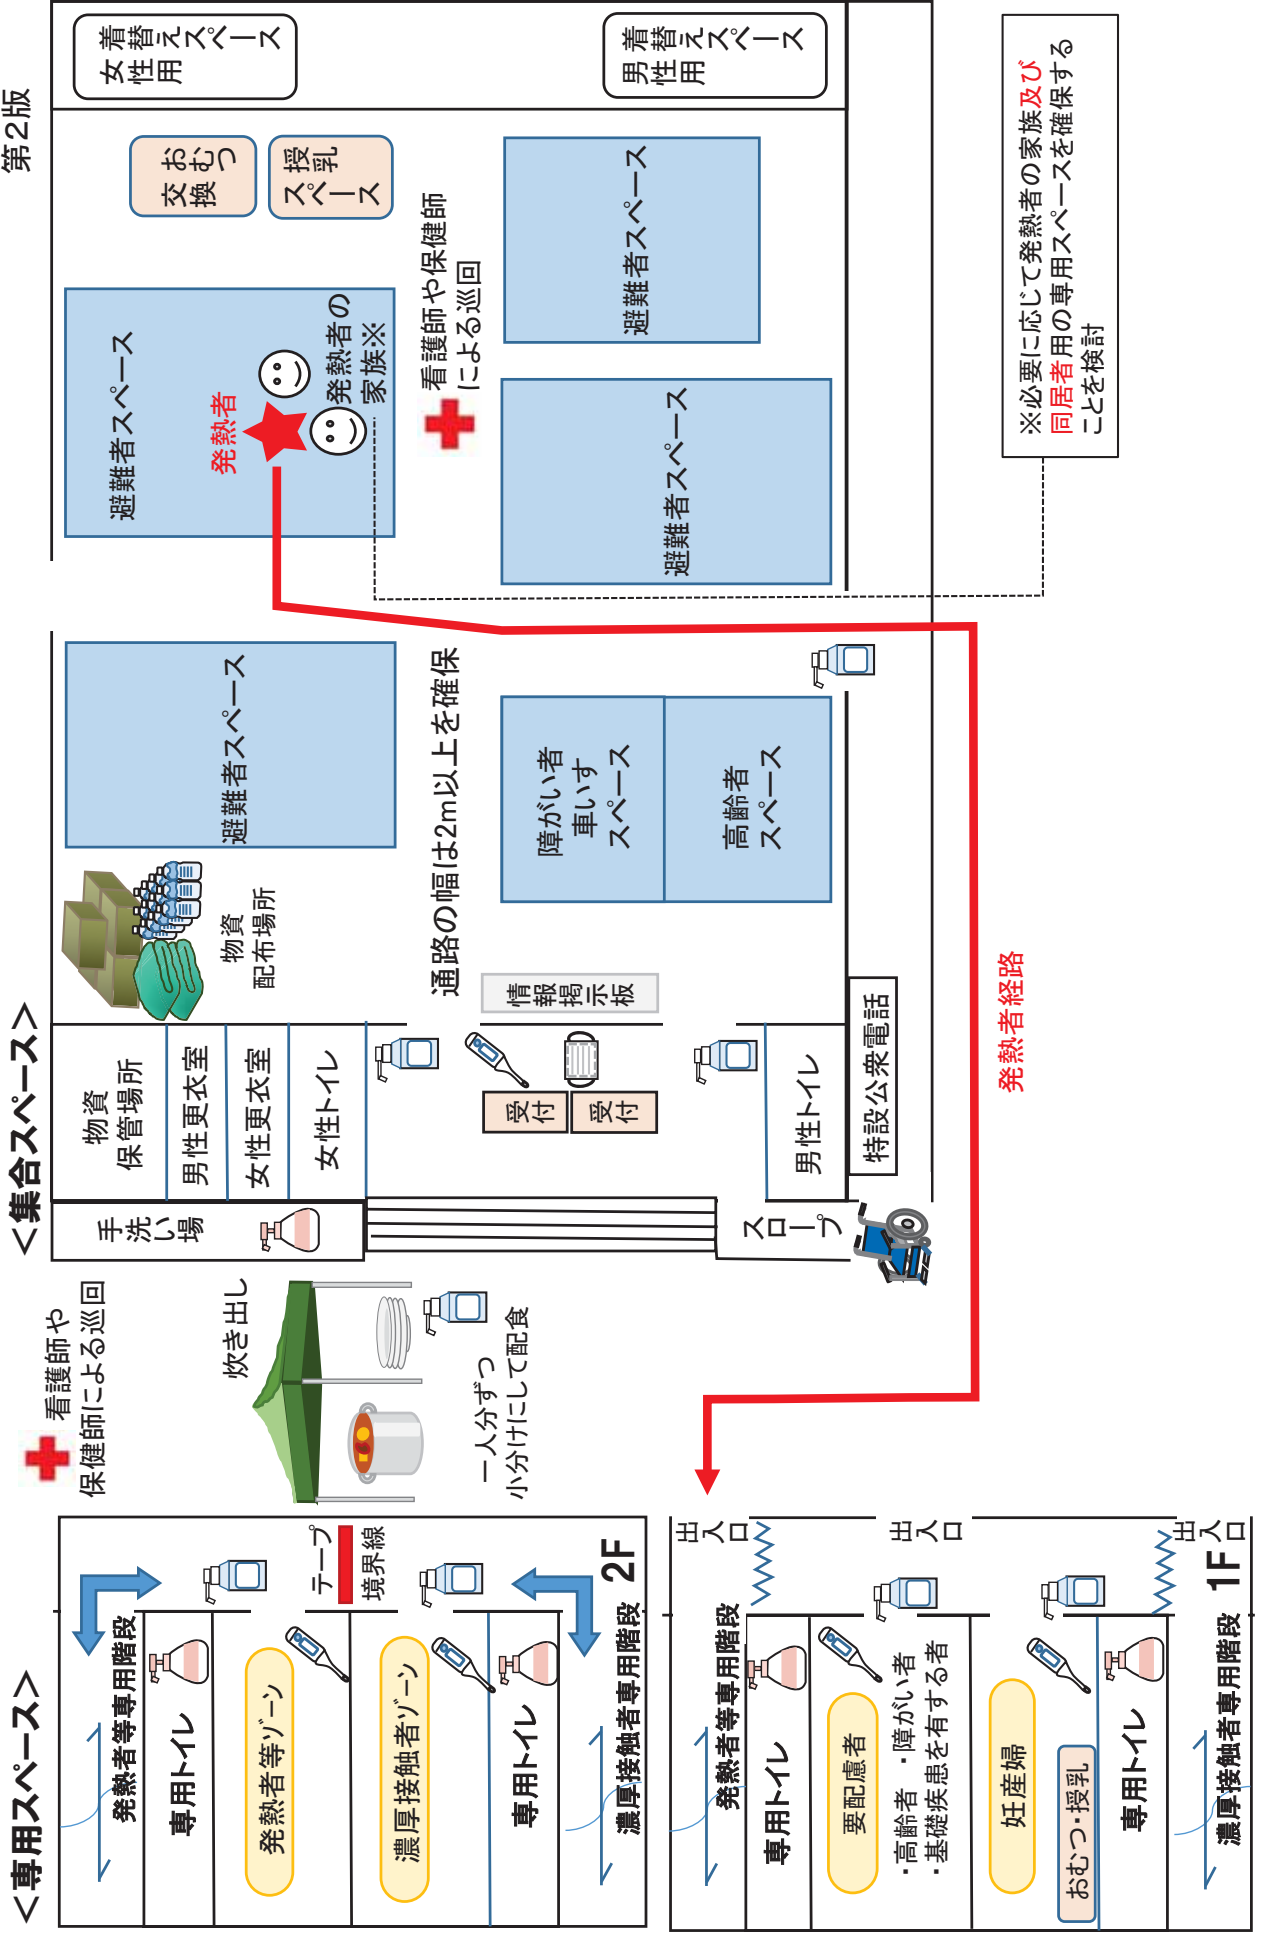 第2版
<専用スペース>
<集合スペース>
看護師や
保健師による巡回
発熱者等専用階段
専用トイレ
発熱者等ゾーン
テープ
境界線
濃厚接触者ゾーン
専用トイレ
濃厚接触者専用階段
2F
発熱者等専用階段
出入口
専用トイレ
要配慮者
・高齢者 ・障がい者
・基礎疾患を有する者
出入口
妊産婦
おむつ・授乳
専用トイレ
濃厚接触者専用階段
出入口
1F
炊き出し
一人分ずつ
小分けにして配食
手洗い場
スロープ
物資
保管場所
男性更衣室
女性更衣室
女性トイレ
受付
受付
男性トイレ
特設公衆電話
物資
配布場所
情報掲示板
通路の幅は2m以上を確保
避難者スペース
障がい者
車いす
スペース
高齢者
スペース
避難者スペース
発熱者
発熱者の
家族※
看護師や保健師
による巡回
避難者スペース
避難者スペース
おむつ
交換
授乳
スペース
着替えスペース
女性用
着替えスペース
男性用
発熱者経路
※必要に応じて発熱者の家族及び
同居者用の専用スペースを確保する
ことを検討